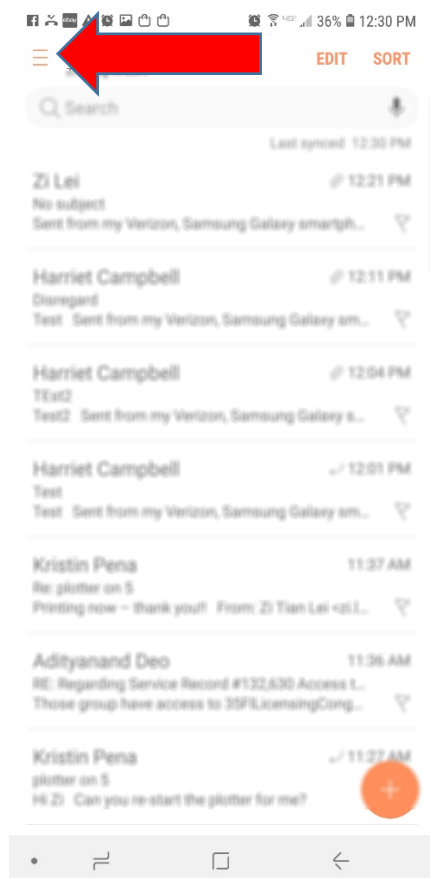 36% 12:30 PM
EDIT SORT
Search
Last synced 12:30 PM
Zi Lei 12:21 PM
No subject
Sent from my Verizon, Samsung Galaxy smartph...
Harriet Campbell 12:11 PM
Disregard
Test Sent from my Verizon, Samsung Galaxy sm...
Harriet Campbell 12:04 PM
TEst2
Test2 Sent from my Verizon, Samsung Galaxy s...
Harriet Campbell 12:01 PM
Test
Test Sent from my Verizon, Samsung Galaxy sm...
Kristin Pena 11:37 AM
Re: plotter on 5
Printing now – thank you!! From: Zi Tian Lei <zi.l...
Adityanand Deo 11:36 AM
RE: Regarding Service Record #132,630 Access t...
Those group have access to
Kristin Pena 11:27 AM
plotter on 5
Hi Zi Can you re-start the plotter for me?